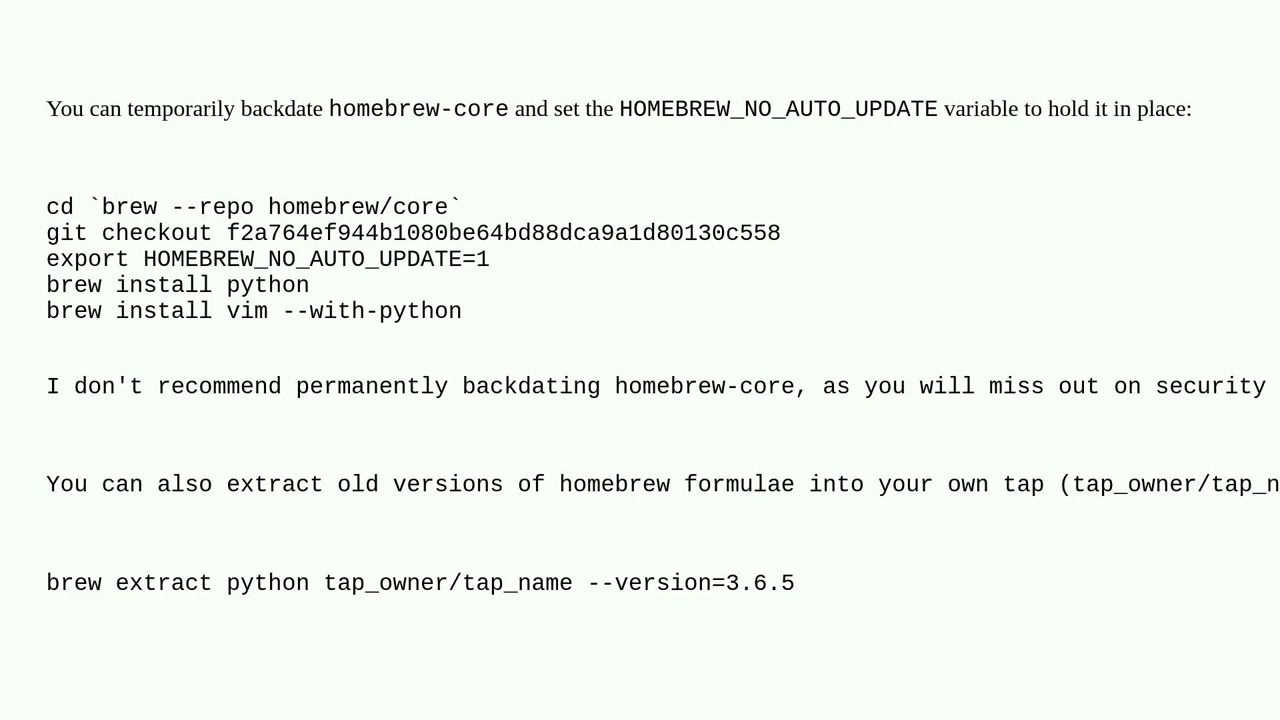 You can temporarily backdate homebrew-core and set the HOMEBREW_NO_AUTO_UPDATE variable to hold it in place:
cd `brew --repo homebrew/core`
git checkout f2a764ef944b1080be64bd88dca9a1d80130c558
export HOMEBREW_NO_AUTO_UPDATE=1
brew install python
brew install vim --with-python
I don't recommend permanently backdating homebrew-core, as you will miss out on security
You can also extract old versions of homebrew formulae into your own tap (tap_owner/tap_n
brew extract python tap_owner/tap_name --version=3.6.5